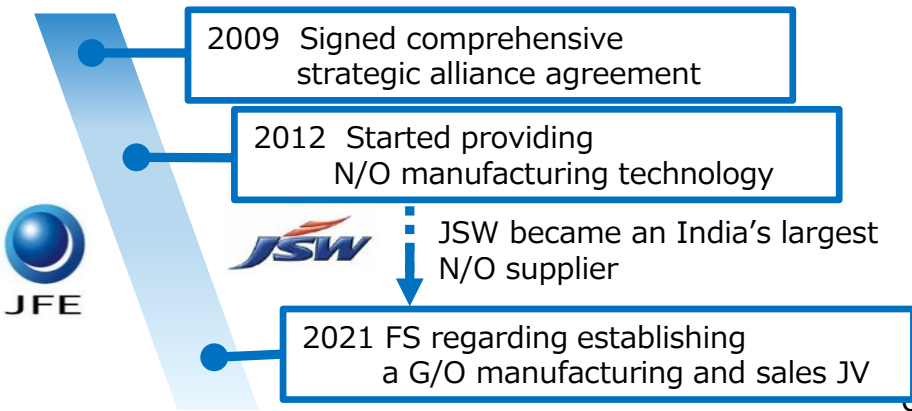 2009 Signed comprehensive
strategic alliance agreement
2012 Started providing
N/O manufacturing technology
JFE
JSW
JSW became an India's largest
N/O supplier
2021 FS regarding establishing
a G/O manufacturing and sales JV